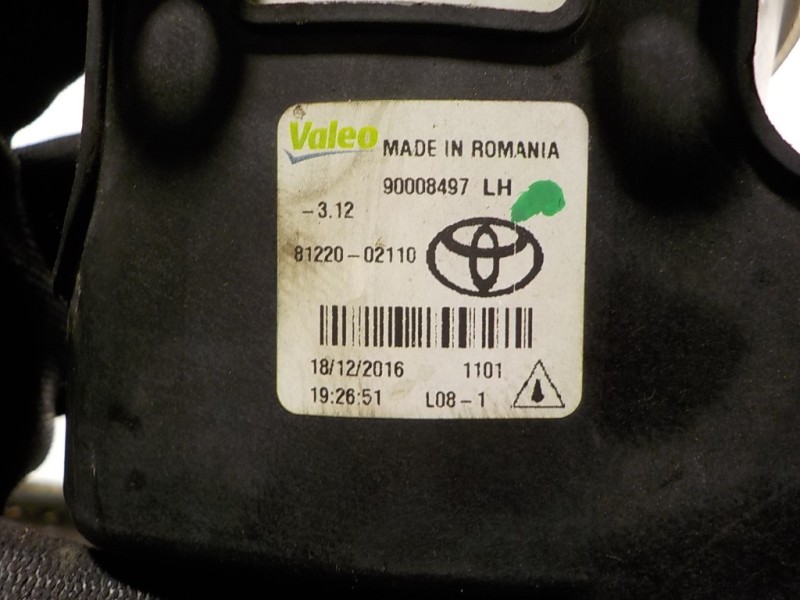 Valeo MADE IN ROMANIA
90008497 LH
-3.12
81220-02110
18/12/2016 1101
19:26:51 L08-1